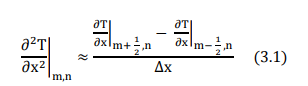 ∂²T/∂x²|m,n ≈ (∂T/∂x|m+1/2,n − ∂T/∂x|m−1/2,n)/Δx (3.1)